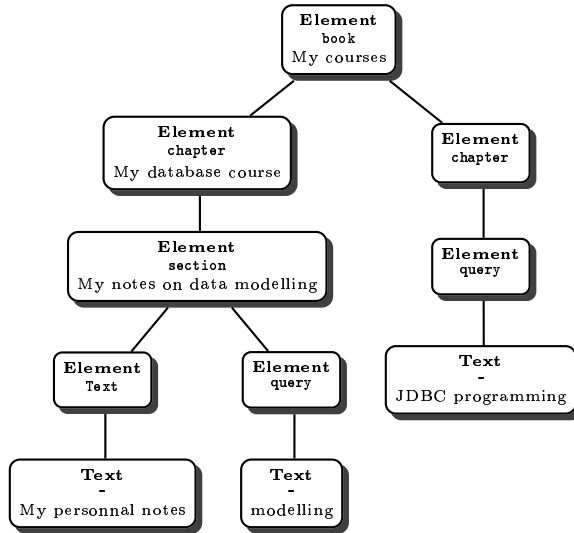 Element
book
My courses
Element
chapter
My database course
Element
chapter
Element
section
My notes on data modelling
Element
query
Element
Text
Element
query
Text
-
JDBC programming
Text
-
My personnal notes
Text
-
modelling